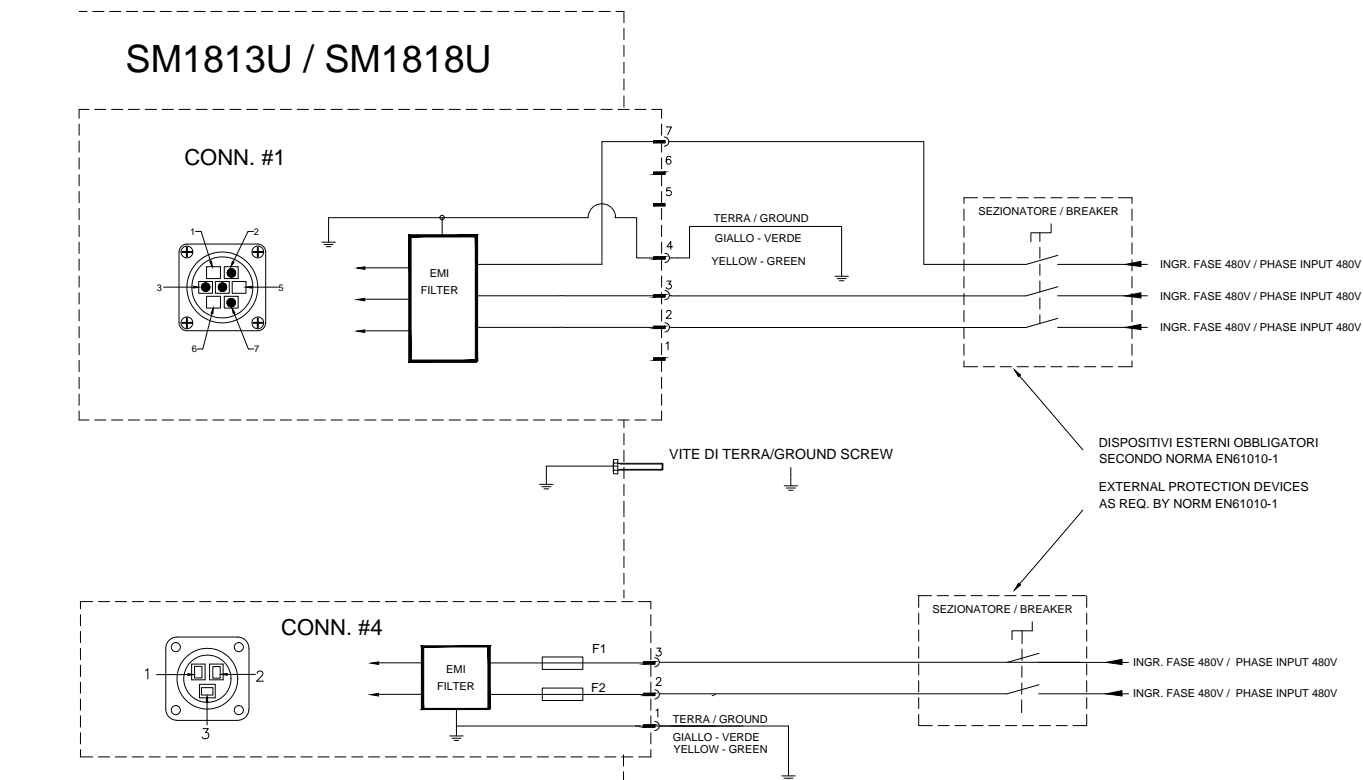 SM1813U / SM1818U
CONN. #1
1
2
3
5
6
7
EMI
FILTER
7
6
5
4
3
2
1
TERRA / GROUND
GIALLO - VERDE
YELLOW - GREEN
SEZIONATORE / BREAKER
INGR. FASE 480V / PHASE INPUT 480V
INGR. FASE 480V / PHASE INPUT 480V
INGR. FASE 480V / PHASE INPUT 480V
VITE DI TERRA/GROUND SCREW
DISPOSITIVI ESTERNI OBBLIGATORI
SECONDO NORMA EN61010-1
EXTERNAL PROTECTION DEVICES
AS REQ. BY NORM EN61010-1
CONN. #4
1
2
3
EMI
FILTER
F1
F2
3
2
1
TERRA / GROUND
GIALLO - VERDE
YELLOW - GREEN
SEZIONATORE / BREAKER
INGR. FASE 480V / PHASE INPUT 480V
INGR. FASE 480V / PHASE INPUT 480V